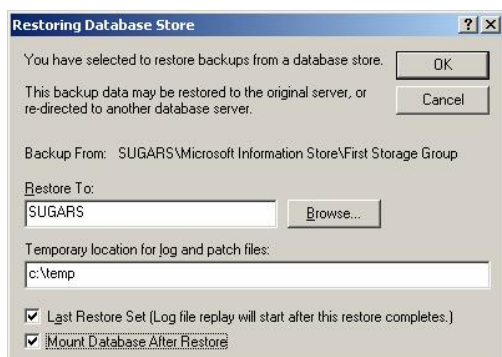 Restoring Database Store
You have selected to restore backups from a database store.
OK
This backup data may be restored to the original server, or
re-directed to another database server.
Cancel
Backup From: SUGARS\Microsoft Information Store\First Storage Group
Restore To:
SUGARS
Browse...
Temporary location for log and patch files:
c:\temp
Last Restore Set (Log file replay will start after this restore completes.)
Mount Database After Restore